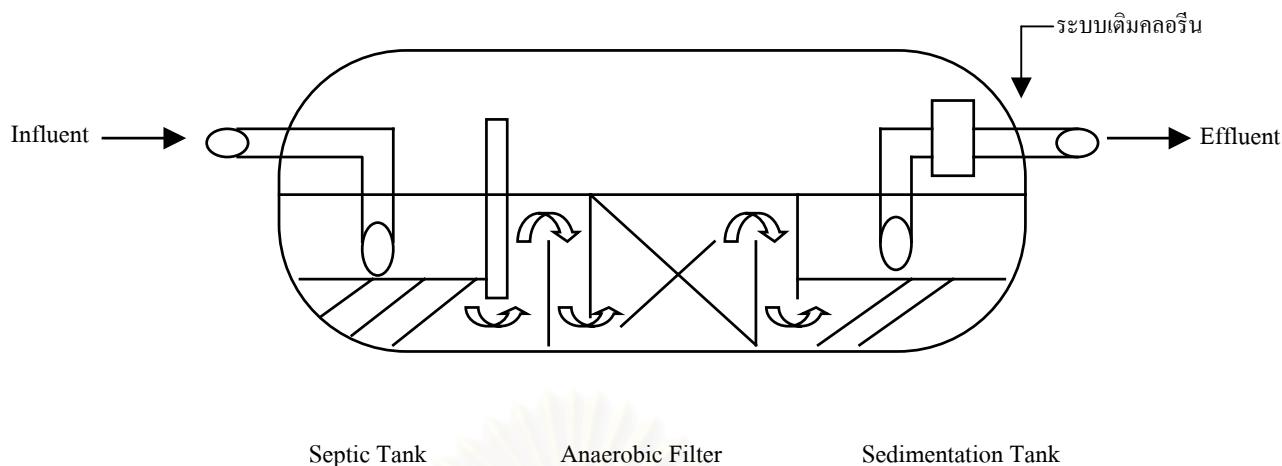 ระบบเติมคลอรีน
Influent
Effluent
Septic Tank
Anaerobic Filter
Sedimentation Tank